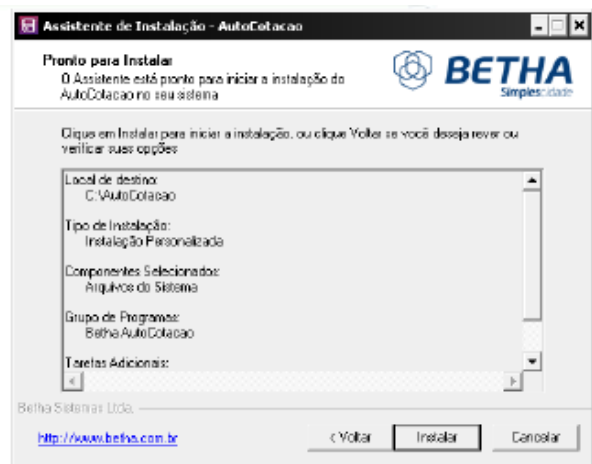 Assistente de Instalação - AutoCotacao
Pronto para Instalar
O Assistente está pronto para iniciar a instalação do
AutoCotacao no seu sistema
BETHA
Simplescidade
Clique em Instalar para iniciar a instalação, ou clique Voltar se você deseja rever ou
verificar suas opções
Local de destino:
C:\AutoCotacao
Tipo de Instalação:
Instalação Personalizada
Componentes Selecionados:
Arquivos do Sistema
Grupo de Programas:
Betha AutoCotacao
Tarefas Adicionais:
Betha Sistemas Ltda.
http://www.betha.com.br
< Voltar
Instalar
Cancelar